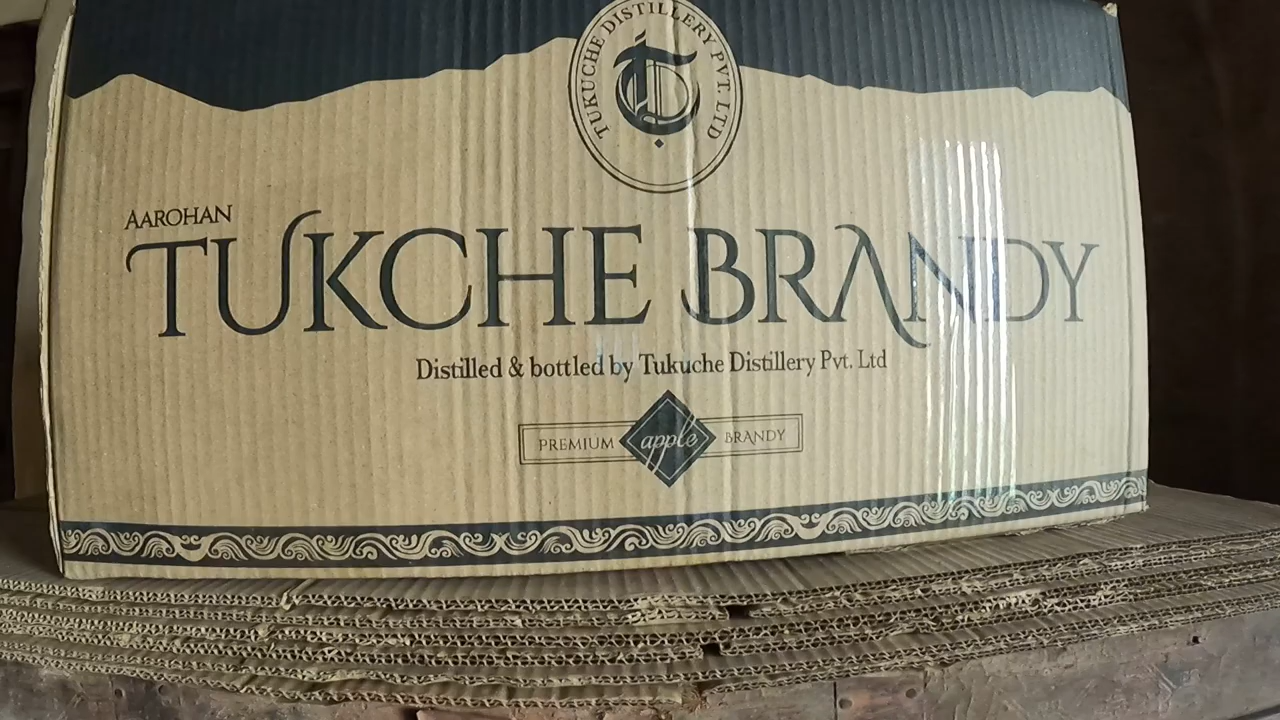 TUKUCHE DISTILLERY PVT. LTD
AAROHAN
TUKCHE BRANDY
Distilled & bottled by Tukuche Distillery Pvt. Ltd
PREMIUM apple BRANDY